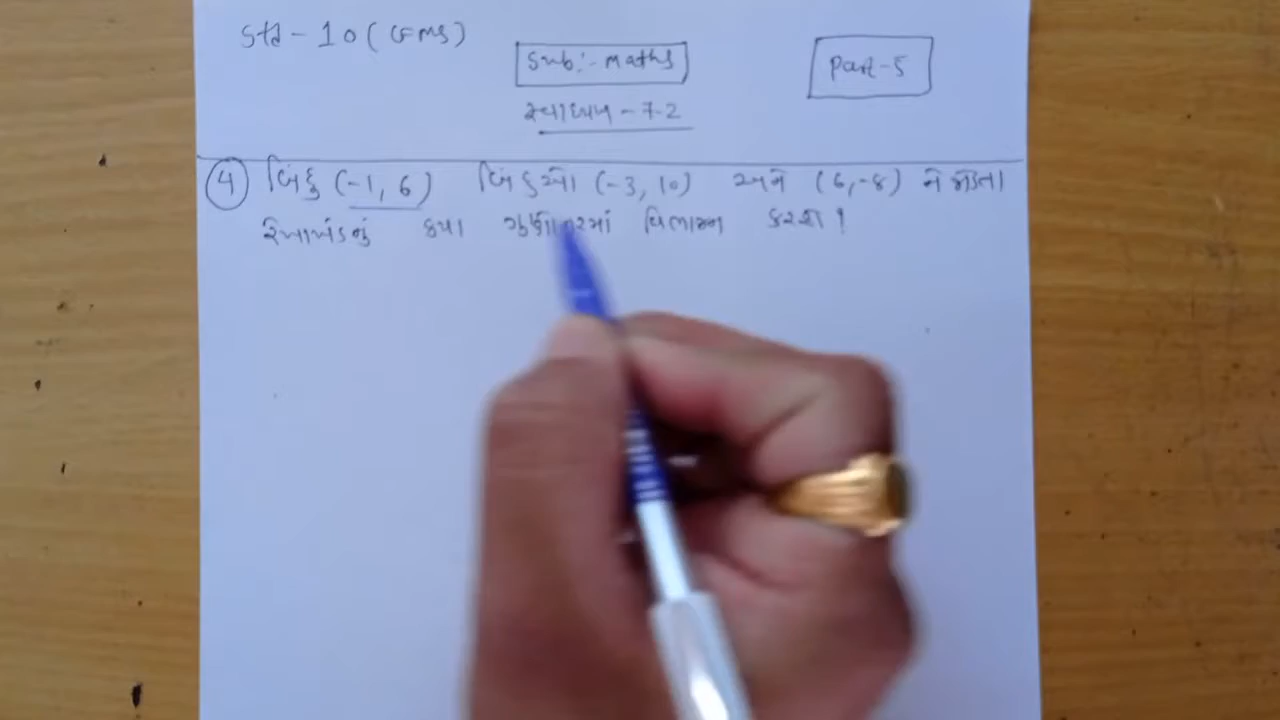 Std - 10 (GMS)
Sub:- maths
Part-5
સ્વાધ્યાય - 7.2
4 બિંદુ (-1, 6) બિંદુઓ (-3, 10) અને (6, -8) ને જોડતા
રેખાખંડનું કયા ગુણોત્તરમાં વિભાજન કરશે ?